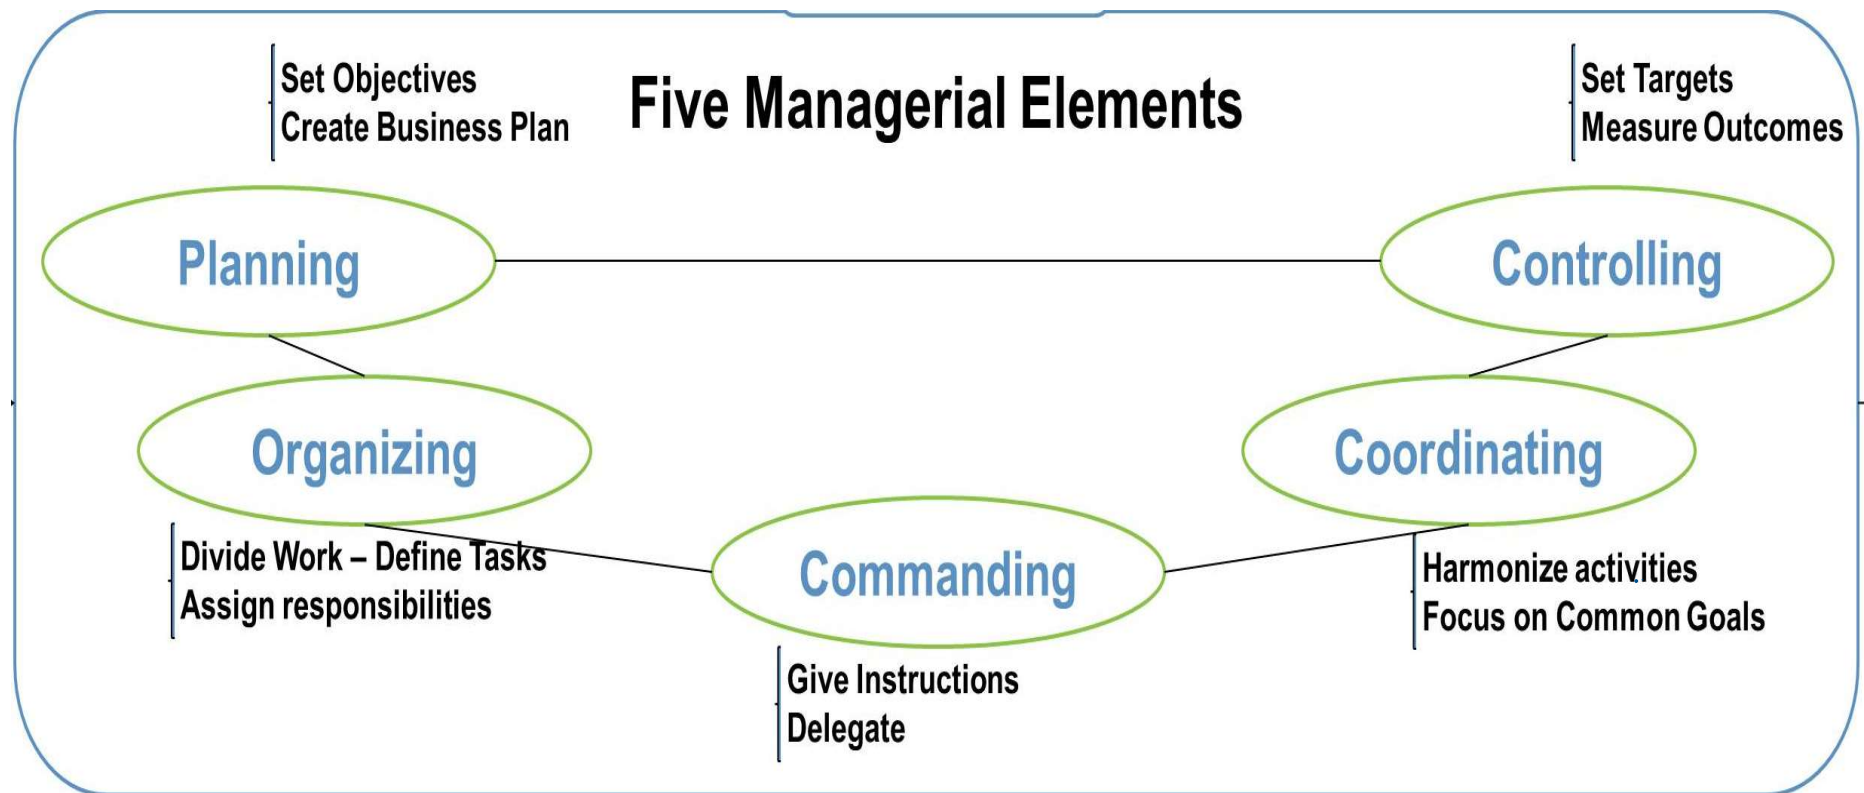 Five Managerial Elements
Set Objectives
Create Business Plan
Planning
Organizing
Divide Work – Define Tasks
Assign responsibilities
Commanding
Give Instructions
Delegate
Coordinating
Harmonize activities
Focus on Common Goals
Controlling
Set Targets
Measure Outcomes